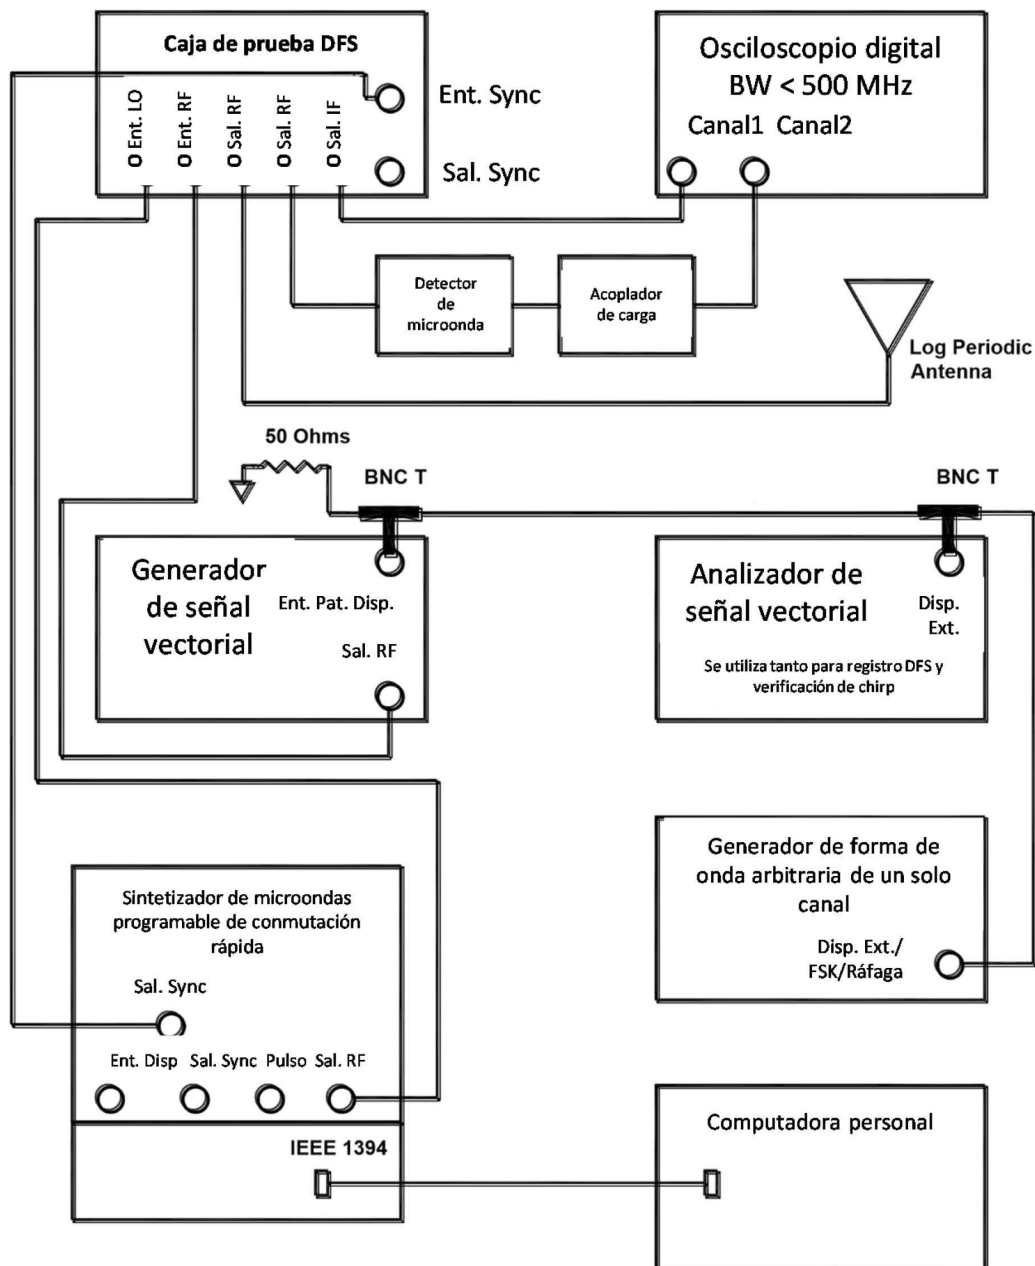 Caja de prueba DFS
O Ent. LO
O Ent. RF
O Sal. RF
O Sal. RF
O Sal. IF
Ent. Sync
Sal. Sync
Osciloscopio digital
BW < 500 MHz
Canal1 Canal2
Detector
de
microonda
Acoplador
de carga
Log Periodic
Antenna
50 Ohms
BNC T
BNC T
Generador
de señal
vectorial
Ent. Pat. Disp.
Sal. RF
Analizador de
señal vectorial
Disp.
Ext.
Se utiliza tanto para registro DFS y
verificación de chirp
Sintetizador de microondas
programable de conmutación
rápida
Sal. Sync
Ent. Disp Sal. Sync Pulso Sal. RF
IEEE 1394
Generador de forma de
onda arbitraria de un solo
canal
Disp. Ext./
FSK/Ráfaga
Computadora personal